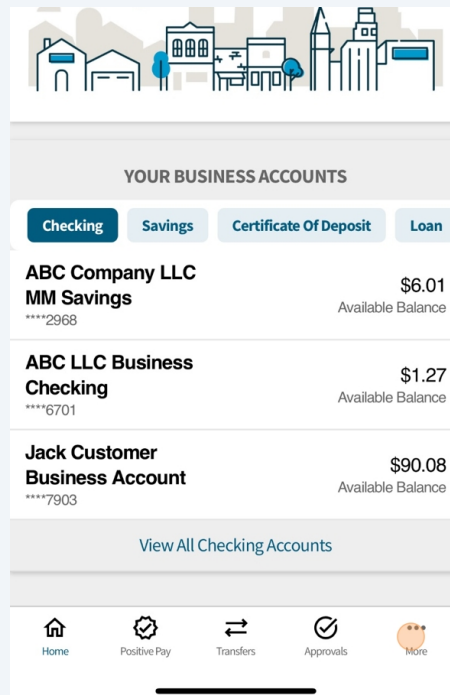 YOUR BUSINESS ACCOUNTS
Checking Savings Certificate Of Deposit Loan
ABC Company LLC
MM Savings
****2968
$6.01
Available Balance
ABC LLC Business
Checking
****6701
$1.27
Available Balance
Jack Customer
Business Account
****7903
$90.08
Available Balance
View All Checking Accounts
Home Positive Pay Transfers Approvals More